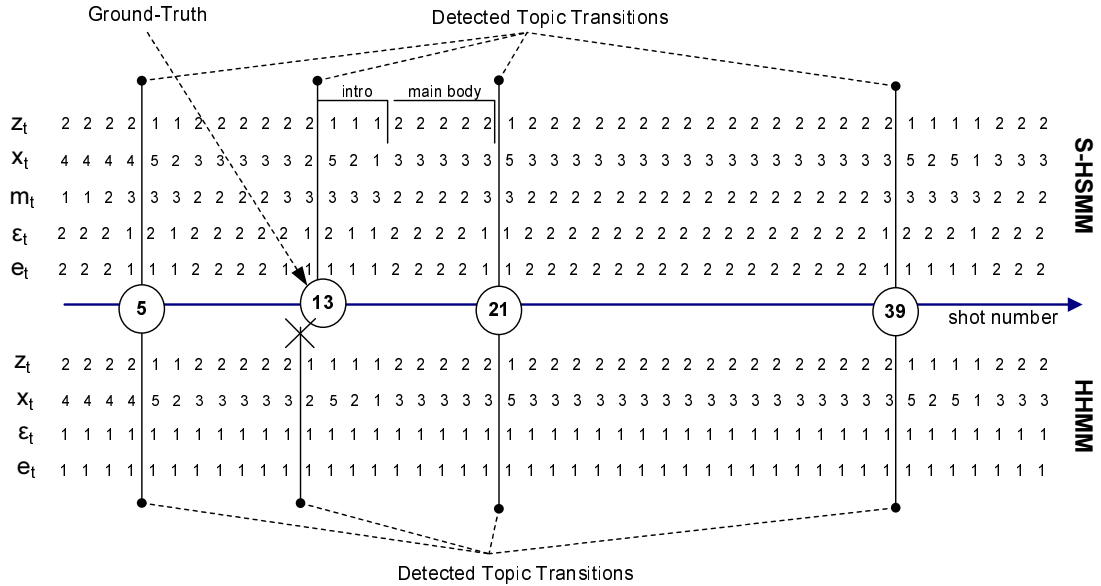 Ground-Truth
Detected Topic Transitions
intro
main body
zt 2 2 2 2 1 1 2 2 2 2 2 2 1 1 1 2 2 2 2 2 1 2 2 2 2 2 2 2 2 2 2 2 2 2 2 2 2 2 1 1 1 1 2 2 2
xt 4 4 4 4 5 2 3 3 3 3 3 2 5 2 1 3 3 3 3 3 5 3 3 3 3 3 3 3 3 3 3 3 3 3 3 3 3 3 5 2 5 1 3 3 3
mt 1 1 2 3 3 3 2 2 2 2 3 3 3 3 3 2 2 2 2 3 3 2 2 2 2 2 2 2 2 2 2 2 2 2 2 2 2 3 3 3 3 3 2 2 2
εt 2 2 2 1 2 1 2 2 2 2 2 1 2 1 1 2 2 2 2 1 1 2 2 2 2 2 2 2 2 2 2 2 2 2 2 2 2 1 2 2 2 1 2 2 2
et 2 2 2 1 1 1 2 2 2 2 1 1 1 1 1 2 2 2 2 1 1 2 2 2 2 2 2 2 2 2 2 2 2 2 2 2 2 1 1 1 1 1 2 2 2
S-HSMM
5
13
21
39
shot number
zt 2 2 2 2 1 1 2 2 2 2 2 1 1 1 1 2 2 2 2 2 1 2 2 2 2 2 2 2 2 2 2 2 2 2 2 2 2 2 1 1 1 1 2 2 2
xt 4 4 4 4 5 2 3 3 3 3 3 2 5 2 1 3 3 3 3 3 5 3 3 3 3 3 3 3 3 3 3 3 3 3 3 3 3 3 5 2 5 1 3 3 3
εt 1 1 1 1 1 1 1 1 1 1 1 1 1 1 1 1 1 1 1 1 1 1 1 1 1 1 1 1 1 1 1 1 1 1 1 1 1 1 1 1 1 1 1 1 1
et 1 1 1 1 1 1 1 1 1 1 1 1 1 1 1 1 1 1 1 1 1 1 1 1 1 1 1 1 1 1 1 1 1 1 1 1 1 1 1 1 1 1 1 1 1
HHMM
Detected Topic Transitions